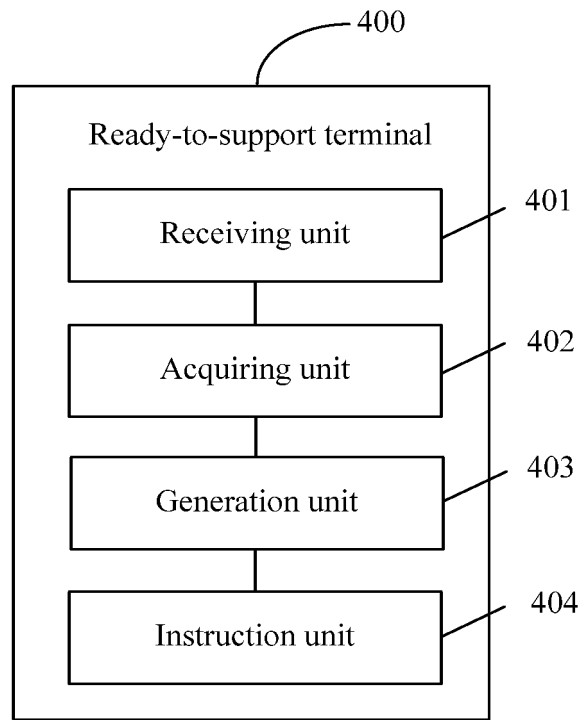 400
Ready-to-support terminal
Receiving unit
401
Acquiring unit
402
Generation unit
403
Instruction unit
404